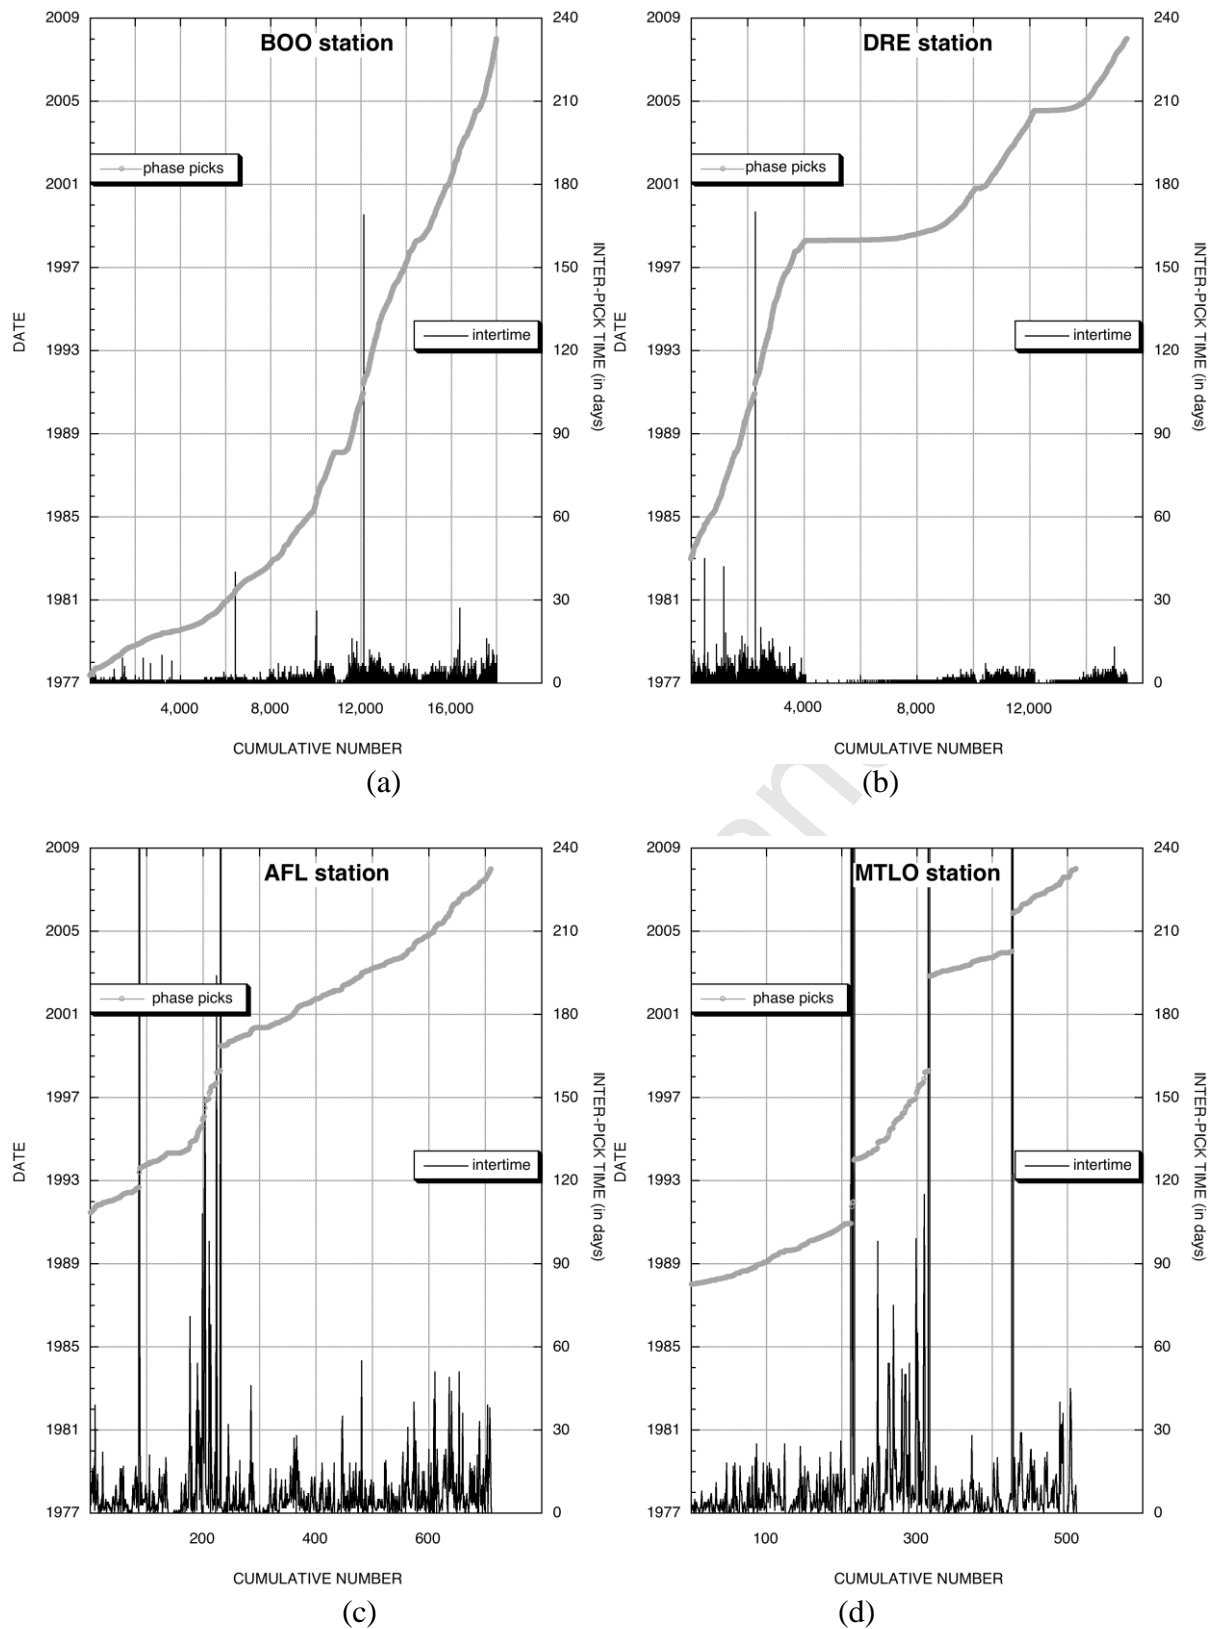 BOO station
2009
2005
2001
1997
1993
1989
1985
1981
1977
240
210
180
150
120
90
60
30
0
phase picks
intertime
DATE
INTER-PICK TIME (in days)
4,000 8,000 12,000 16,000
CUMULATIVE NUMBER
(a)
DRE station
2009
2005
2001
1997
1993
1989
1985
1981
1977
240
210
180
150
120
90
60
30
0
phase picks
intertime
DATE
INTER-PICK TIME (in days)
4,000 8,000 12,000
CUMULATIVE NUMBER
(b)
AFL station
2009
2005
2001
1997
1993
1989
1985
1981
1977
240
210
180
150
120
90
60
30
0
phase picks
intertime
DATE
INTER-PICK TIME (in days)
200 400 600
CUMULATIVE NUMBER
(c)
MTLO station
2009
2005
2001
1997
1993
1989
1985
1981
1977
240
210
180
150
120
90
60
30
0
phase picks
intertime
DATE
INTER-PICK TIME (in days)
100 300 500
CUMULATIVE NUMBER
(d)